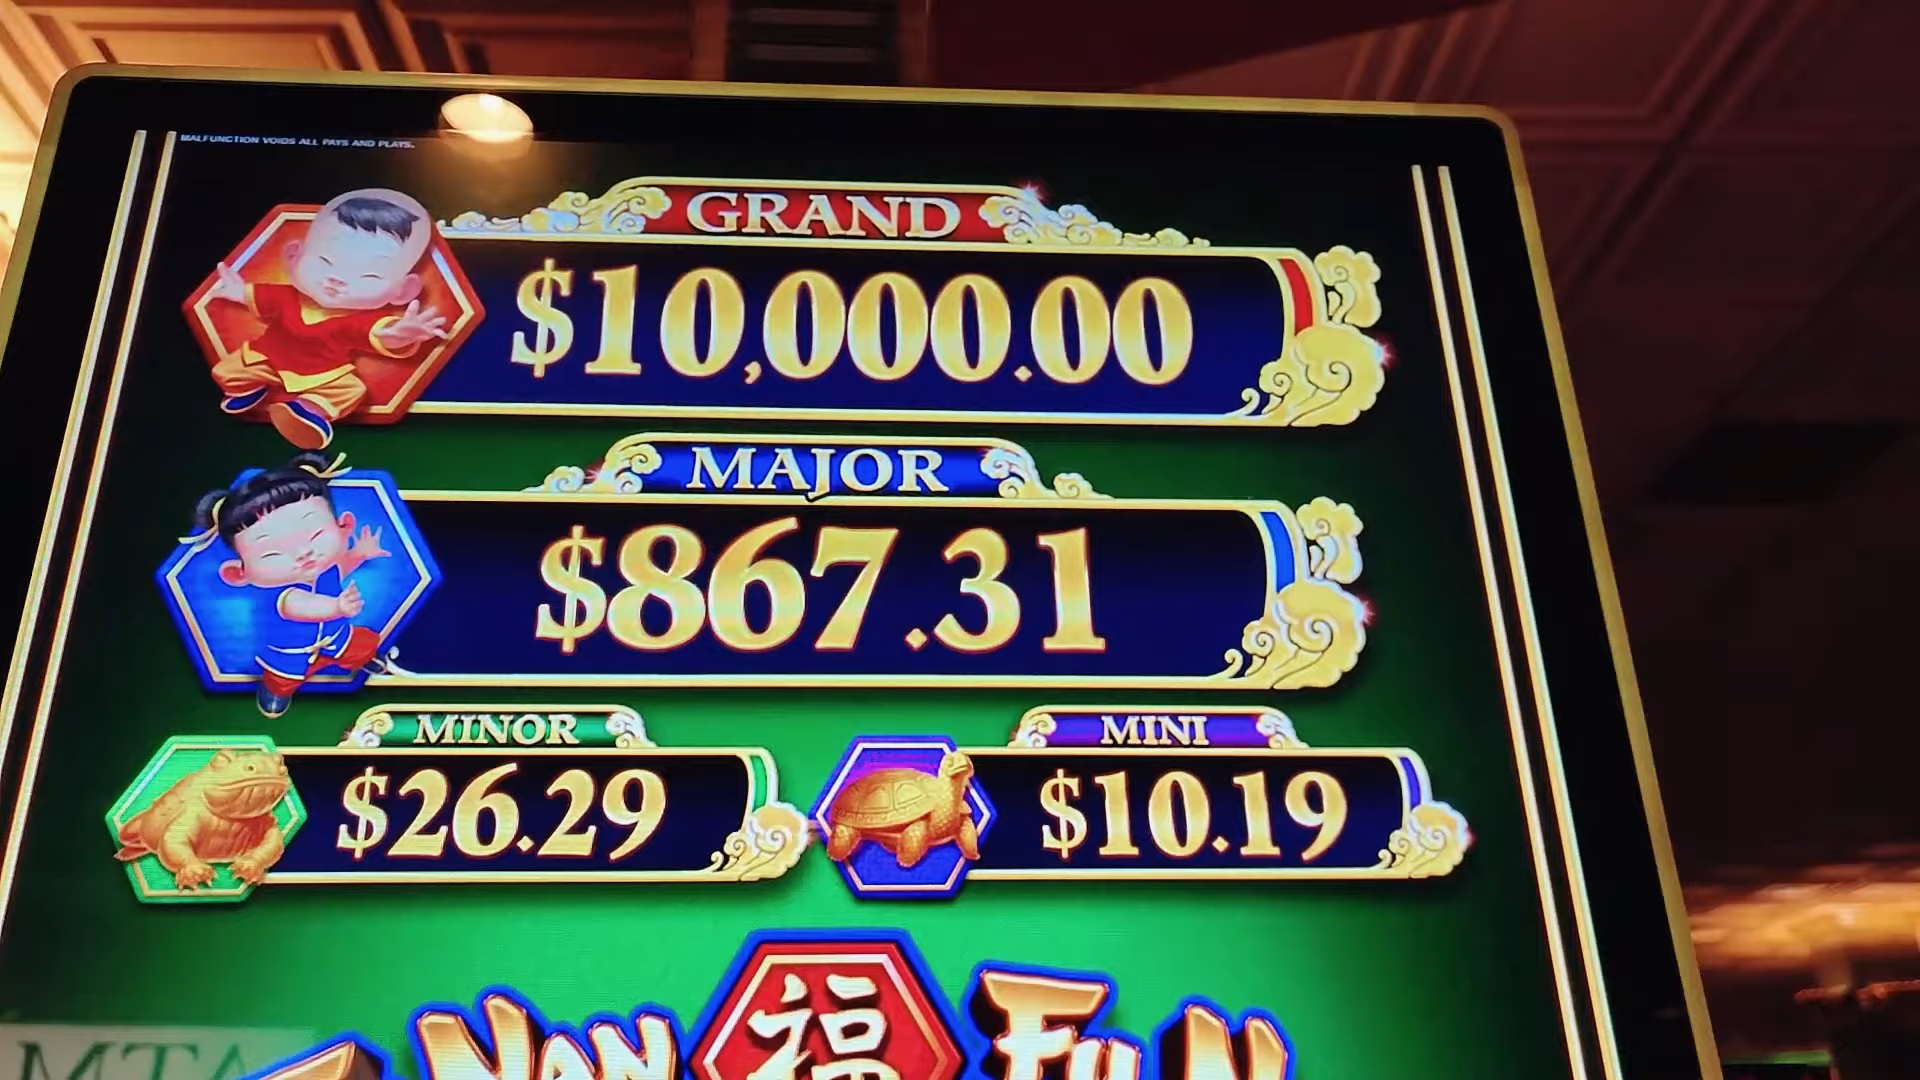 MALFUNCTION VOIDS ALL PAYS AND PLAYS.
GRAND
$10,000.00
MAJOR
$867.31
MINOR
$26.29
MINI
$10.19
福